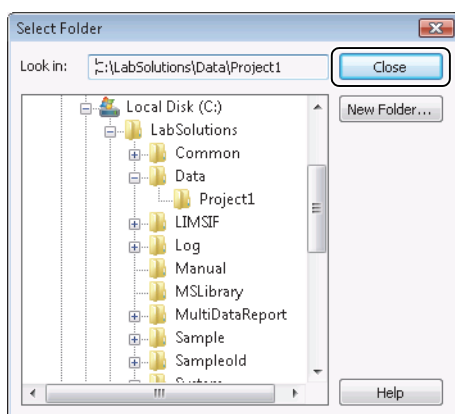 Select Folder
Look in: C:\LabSolutions\Data\Project1
Close
New Folder...
Local Disk (C:)
LabSolutions
Common
Data
Project1
LIMSIF
Log
Manual
MSLibrary
MultiDataReport
Sample
Sampleold
Help